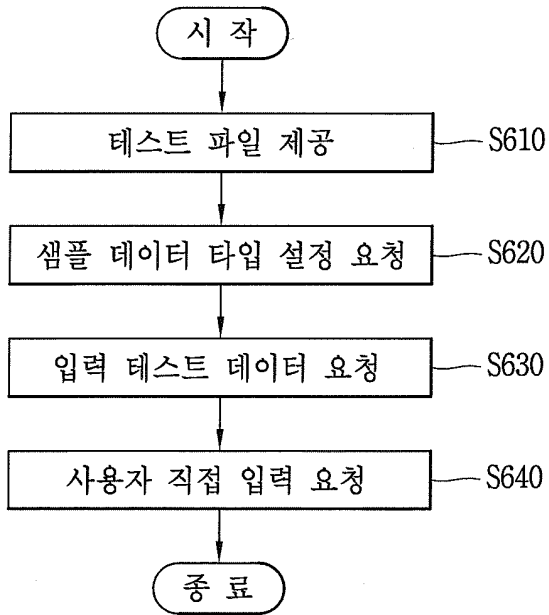 시 작
테스트 파일 제공
S610
샘플 데이터 타입 설정 요청
S620
입력 테스트 데이터 요청
S630
사용자 직접 입력 요청
S640
종 료